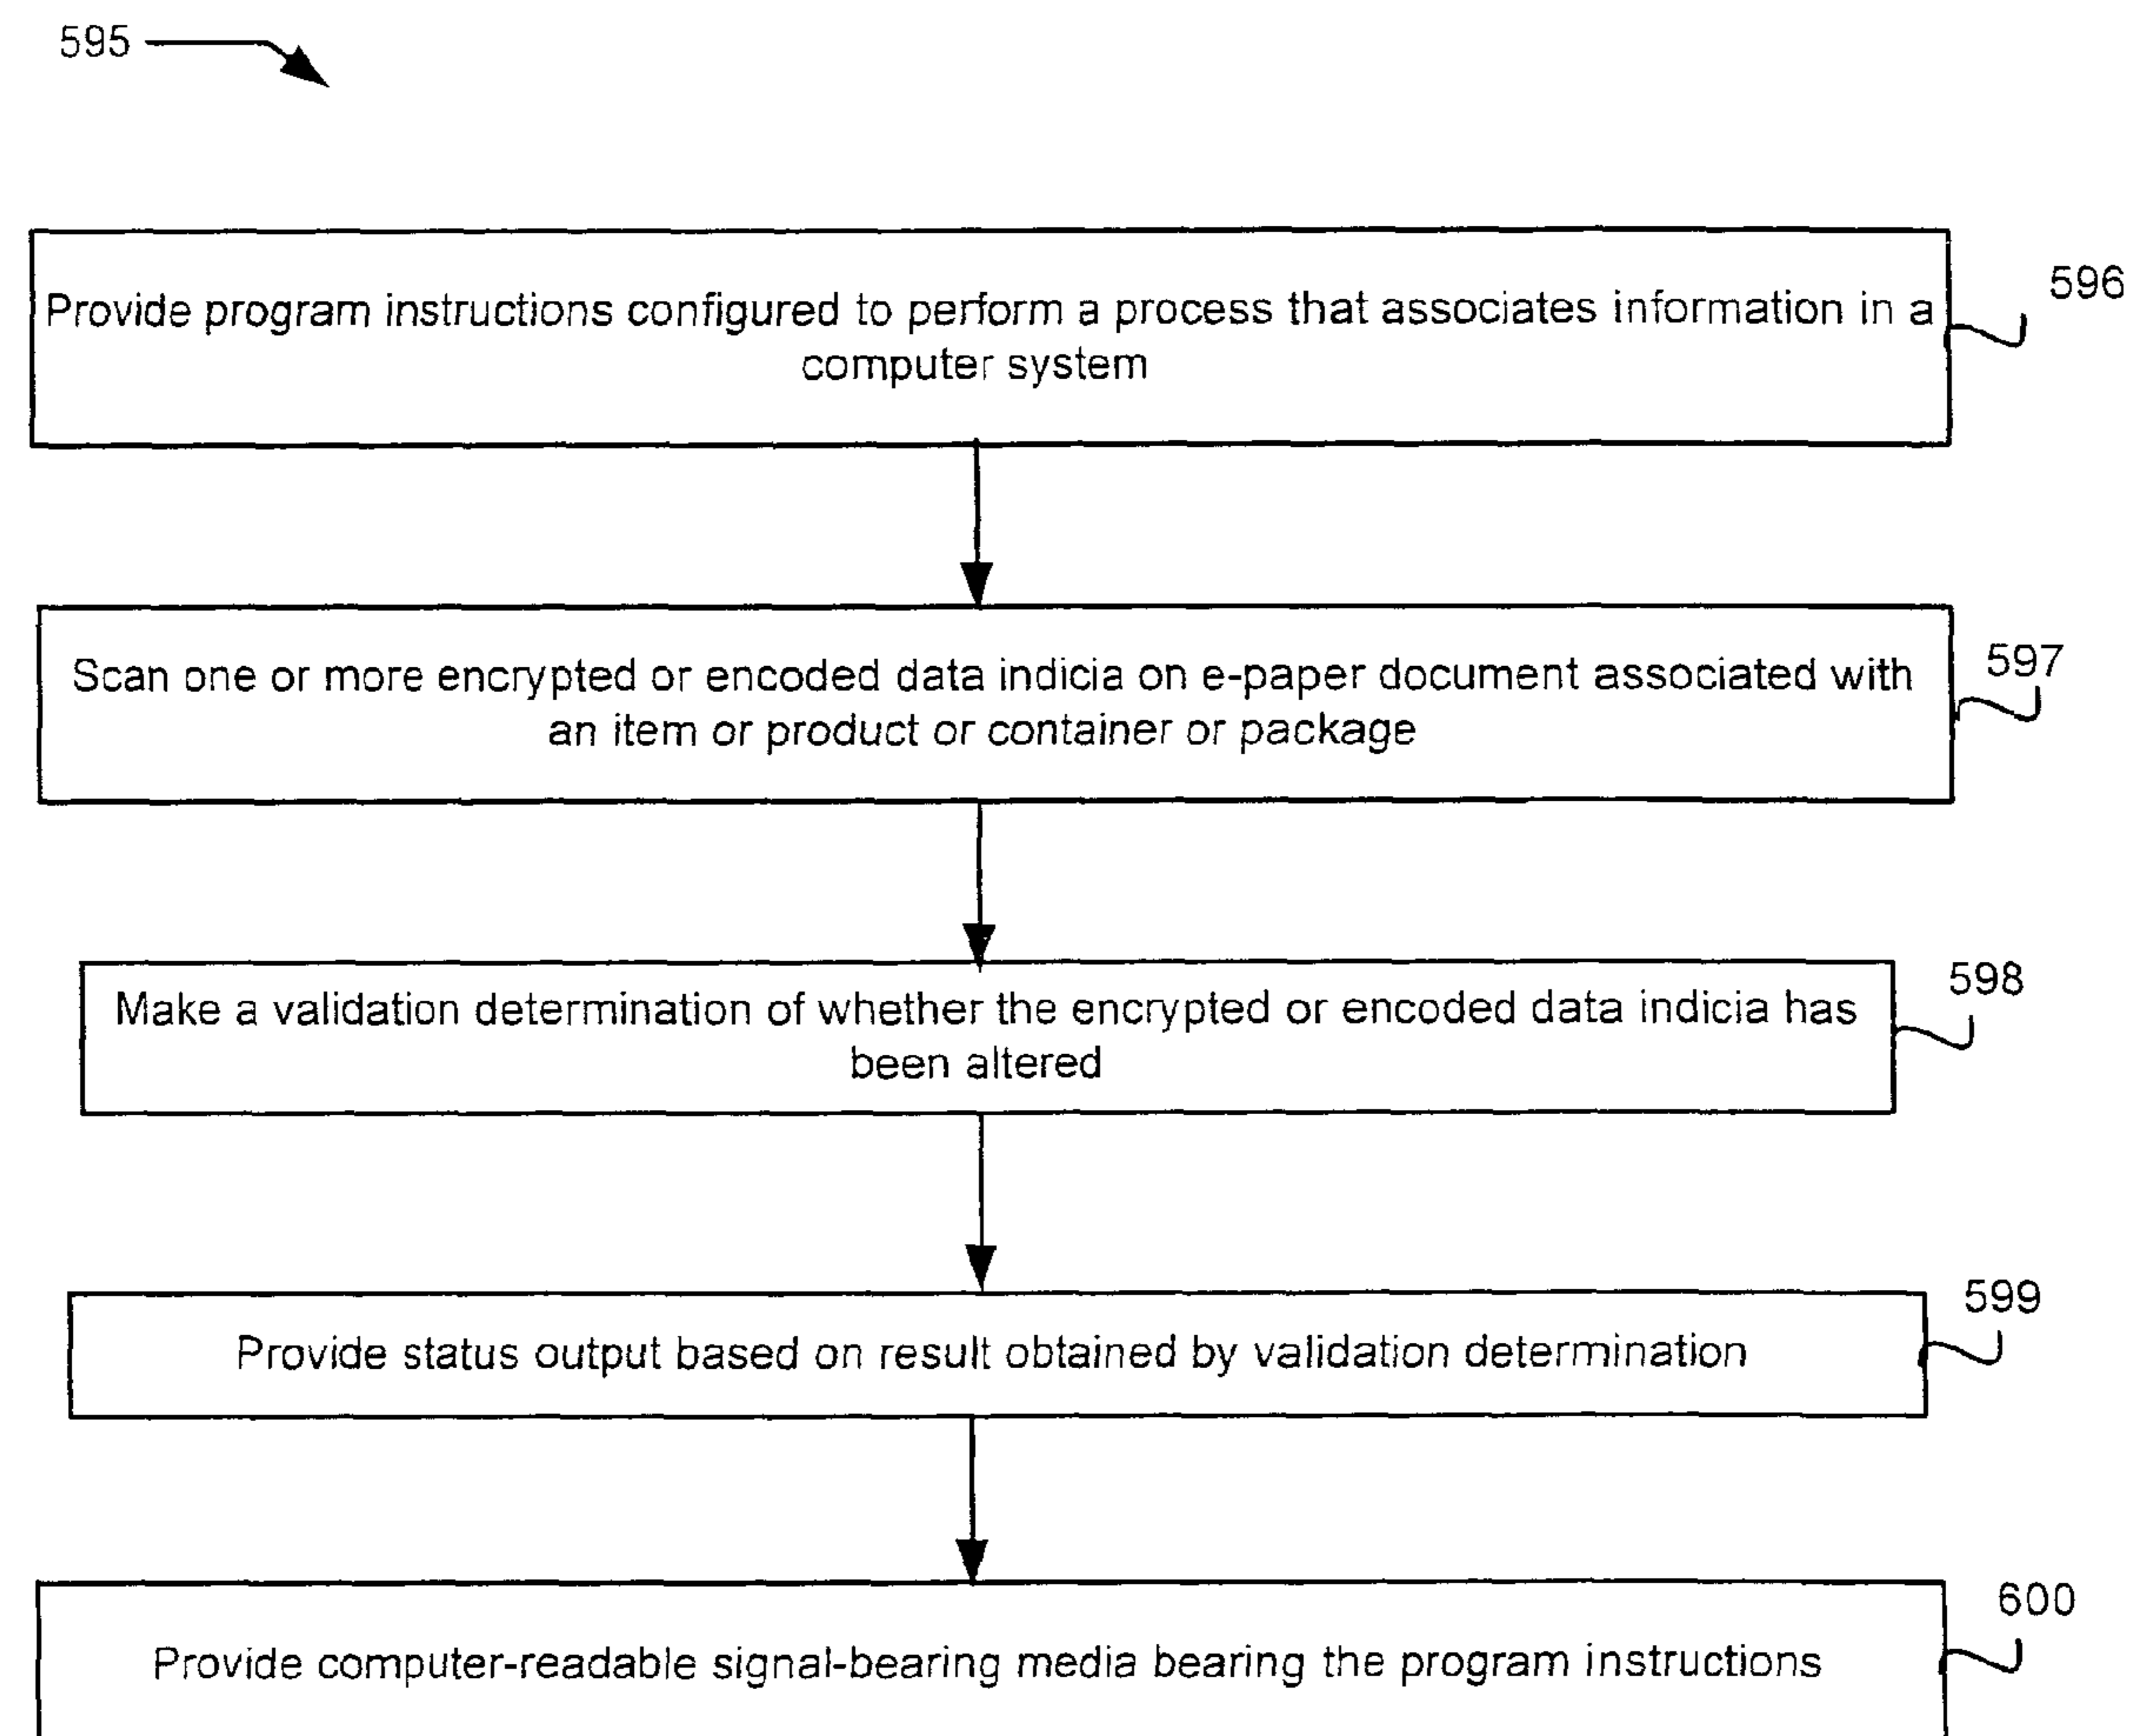 595
Provide program instructions configured to perform a process that associates information in a
computer system
596
Scan one or more encrypted or encoded data indicia on e-paper document associated with
an item or product or container or package
597
Make a validation determination of whether the encrypted or encoded data indicia has
been altered
598
Provide status output based on result obtained by validation determination
599
Provide computer-readable signal-bearing media bearing the program instructions
600